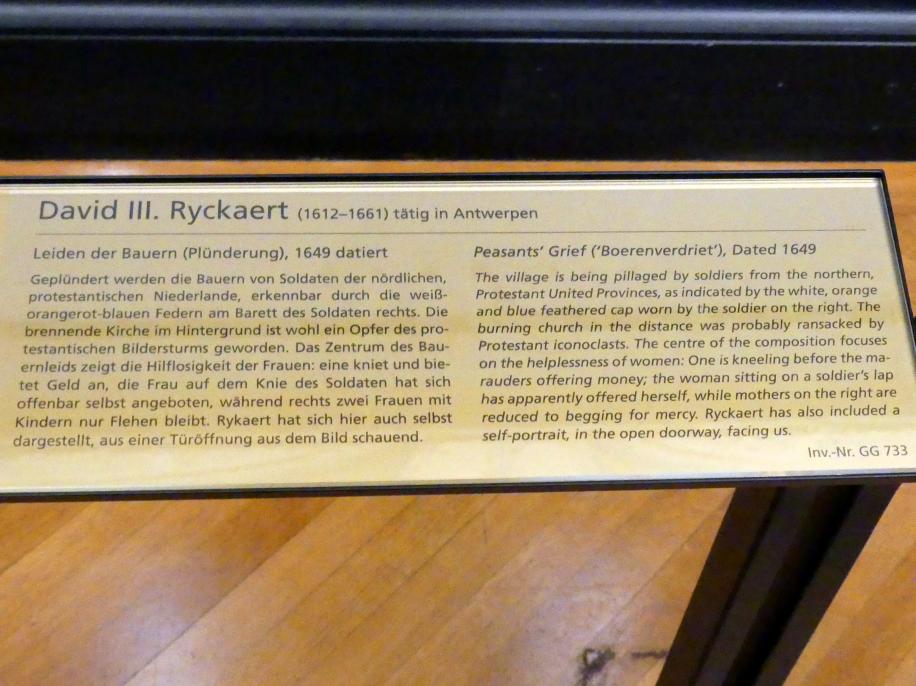 David III. Ryckaert (1612–1661) tätig in Antwerpen
Leiden der Bauern (Plünderung), 1649 datiert
Geplündert werden die Bauern von Soldaten der nördlichen,
protestantischen Niederlande, erkennbar durch die weiß-
orangerot-blauen Federn am Barett des Soldaten rechts. Die
brennende Kirche im Hintergrund ist wohl ein Opfer des pro-
testantischen Bildersturms geworden. Das Zentrum des Bau-
ernleids zeigt die Hilflosigkeit der Frauen: eine kniet und bie-
tet Geld an, die Frau auf dem Knie des Soldaten hat sich
offenbar selbst angeboten, während rechts zwei Frauen mit
Kindern nur Flehen bleibt. Rykaert hat sich hier auch selbst
dargestellt, aus einer Türöffnung aus dem Bild schauend.
Peasants' Grief ('Boerenverdriet'), Dated 1649
The village is being pillaged by soldiers from the northern,
Protestant United Provinces, as indicated by the white, orange
and blue feathered cap worn by the soldier on the right. The
burning church in the distance was probably ransacked by
Protestant iconoclasts. The centre of the composition focuses
on the helplessness of women: One is kneeling before the ma-
rauders offering money; the woman sitting on a soldier's lap
has apparently offered herself, while mothers on the right are
reduced to begging for mercy. Ryckaert has also included a
self-portrait, in the open doorway, facing us.
Inv.-Nr. GG 733